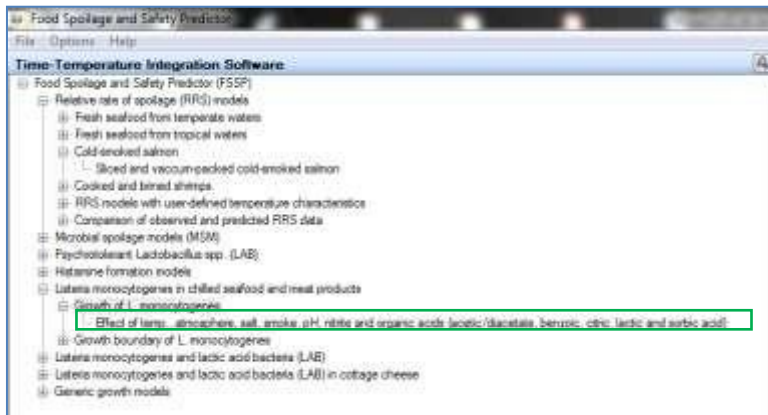 Food Spoilage and Safety Predictor
File Options Help
Time-Temperature Integration Software
Food Spoilage and Safety Predictor (FSSP)
Relative rate of spoilage (RRS) models
Fresh seafood from temperate waters
Fresh seafood from tropical waters
Cold-smoked salmon
Sliced and vacuum-packed cold-smoked salmon
Cooked and brined shrimps
RRS models with user-defined temperature characteristics
Comparison of observed and predicted RRS data
Microbial spoilage models (MSM)
Psychrotolerant Lactobacillus spp. (LAB)
Histamine formation models
Listeria monocytogenes in chilled seafood and meat products
Growth of L. monocytogenes
Effect of temp., atmosphere, salt, smoke, pH, nitrite and organic acids (acetic/diacetate, benzoic, citric, lactic and sorbic acid)
Growth boundary of L. monocytogenes
Listeria monocytogenes and lactic acid bacteria (LAB)
Listeria monocytogenes and lactic acid bacteria (LAB) in cottage cheese
Generic growth models